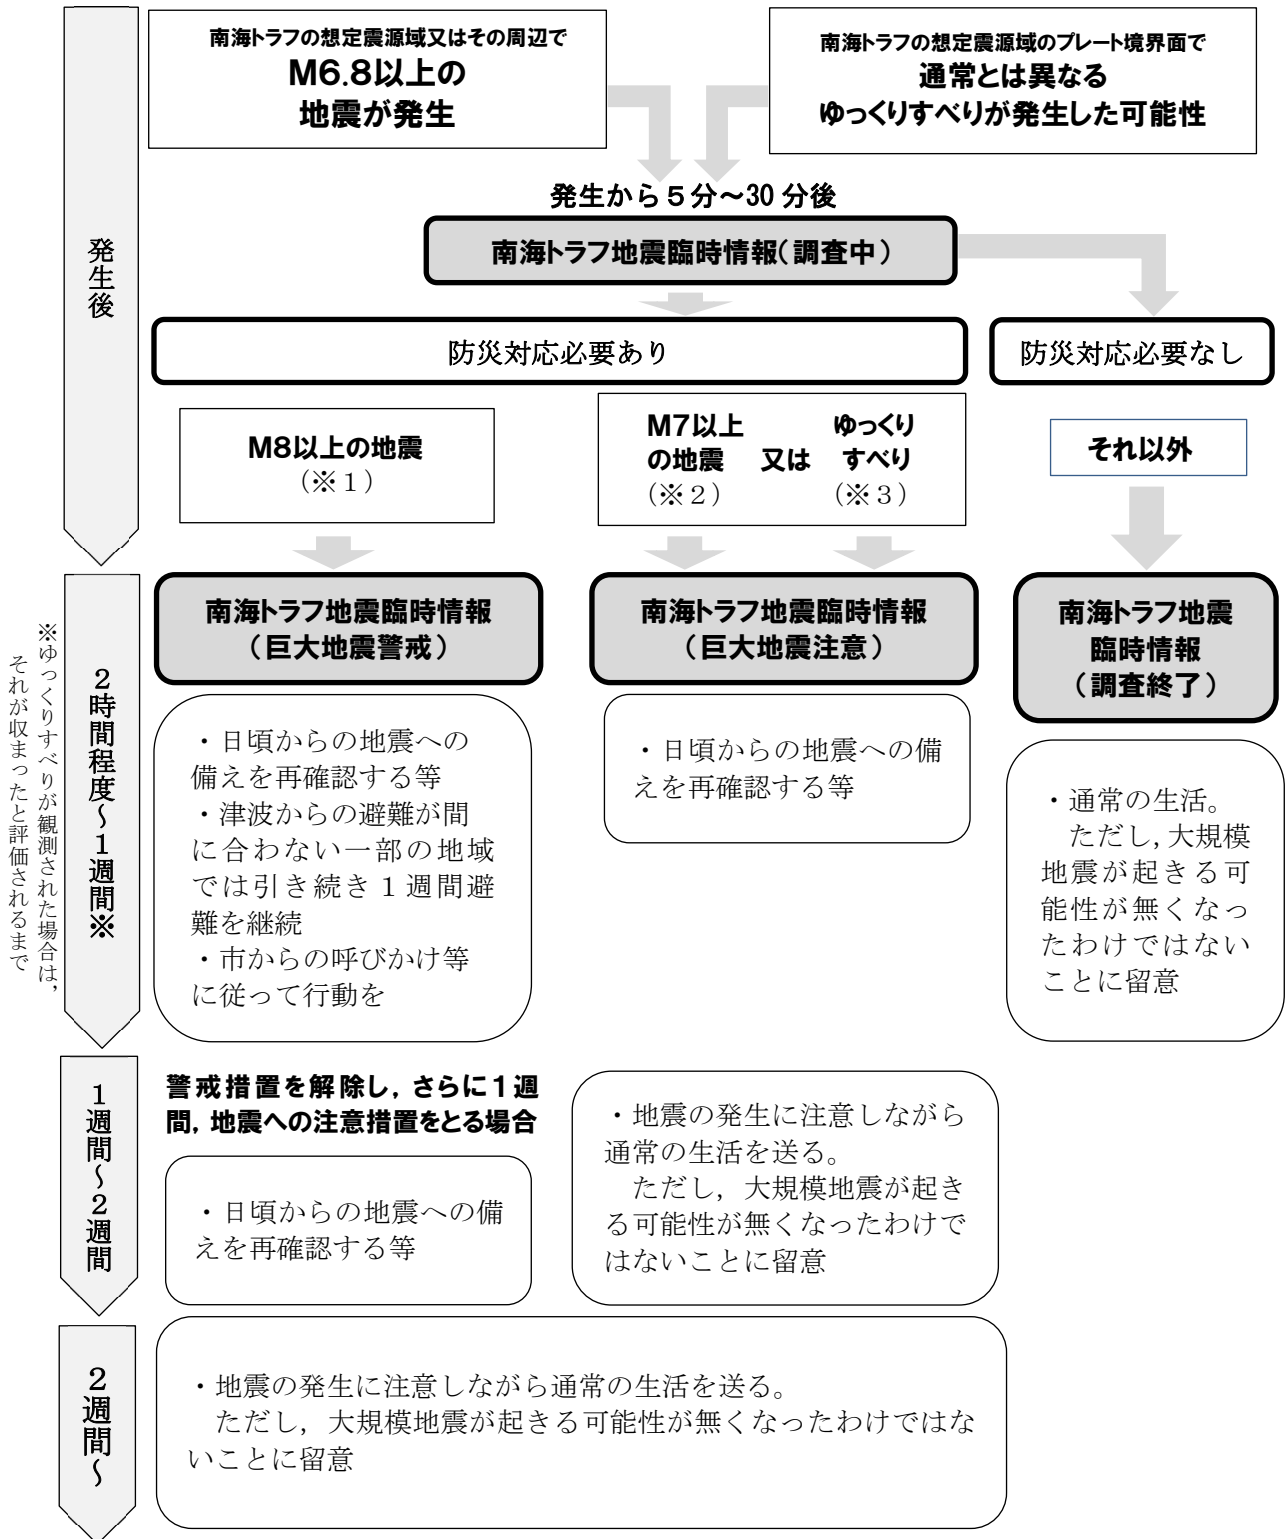 南海トラフの想定震源域又はその周辺で
M6.8以上の
地震が発生
南海トラフの想定震源域のプレート境界面で
通常とは異なる
ゆっくりすべりが発生した可能性
発生から５分～30 分後
南海トラフ地震臨時情報（調査中）
発生後
防災対応必要あり
防災対応必要なし
M8以上の地震
（※１）
M7以上
の地震
（※２）
又は
ゆっくり
すべり
（※３）
それ以外
南海トラフ地震臨時情報
（巨大地震警戒）
南海トラフ地震臨時情報
（巨大地震注意）
南海トラフ地震
臨時情報
（調査終了）
２時間程度～１週間※
※ゆっくりすべりが観測された場合は，
それが収まったと評価されるまで
・日頃からの地震への
備えを再確認する等
・津波からの避難が間
に合わない一部の地域
では引き続き１週間避
難を継続
・市からの呼びかけ等
に従って行動を
・日頃からの地震への備
えを再確認する等
・通常の生活。
ただし，大規模
地震が起きる可
能性が無くなっ
たわけではない
ことに留意
１週間～２週間
警戒措置を解除し，さらに１週
間，地震への注意措置をとる場合
・日頃からの地震への備
えを再確認する等
・地震の発生に注意しながら
通常の生活を送る。
ただし，大規模地震が起き
る可能性が無くなったわけで
はないことに留意
２週間～
・地震の発生に注意しながら通常の生活を送る。
ただし，大規模地震が起きる可能性が無くなったわけではな
いことに留意